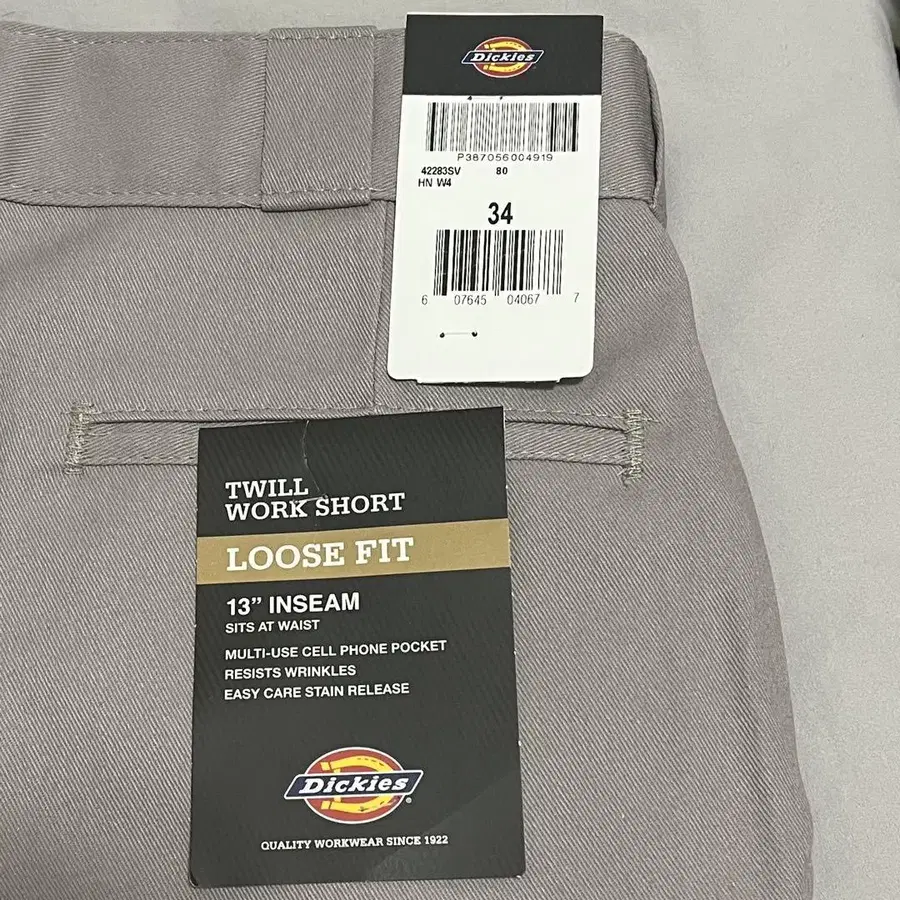 Dickies
P387056004919
42283SV 80
HN W4
34
6 07645 04067 7
TWILL
WORK SHORT
LOOSE FIT
13” INSEAM
SITS AT WAIST
MULTI-USE CELL PHONE POCKET
RESISTS WRINKLES
EASY CARE STAIN RELEASE
Dickies®
QUALITY WORKWEAR SINCE 1922